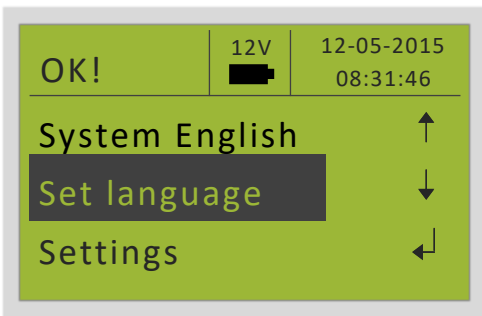 OK!
12V
12-05-2015
08:31:46
System English
Set language
Settings